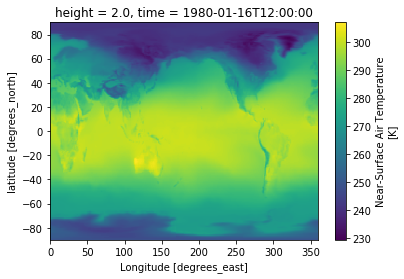 height = 2.0, time = 1980-01-16T12:00:00
80
60
40
20
0
−20
−40
−60
−80
latitude [degrees_north]
0 50 100 150 200 250 300 350
Longitude [degrees_east]
300
290
280
270
260
250
240
230
Near-Surface Air Temperature
[K]